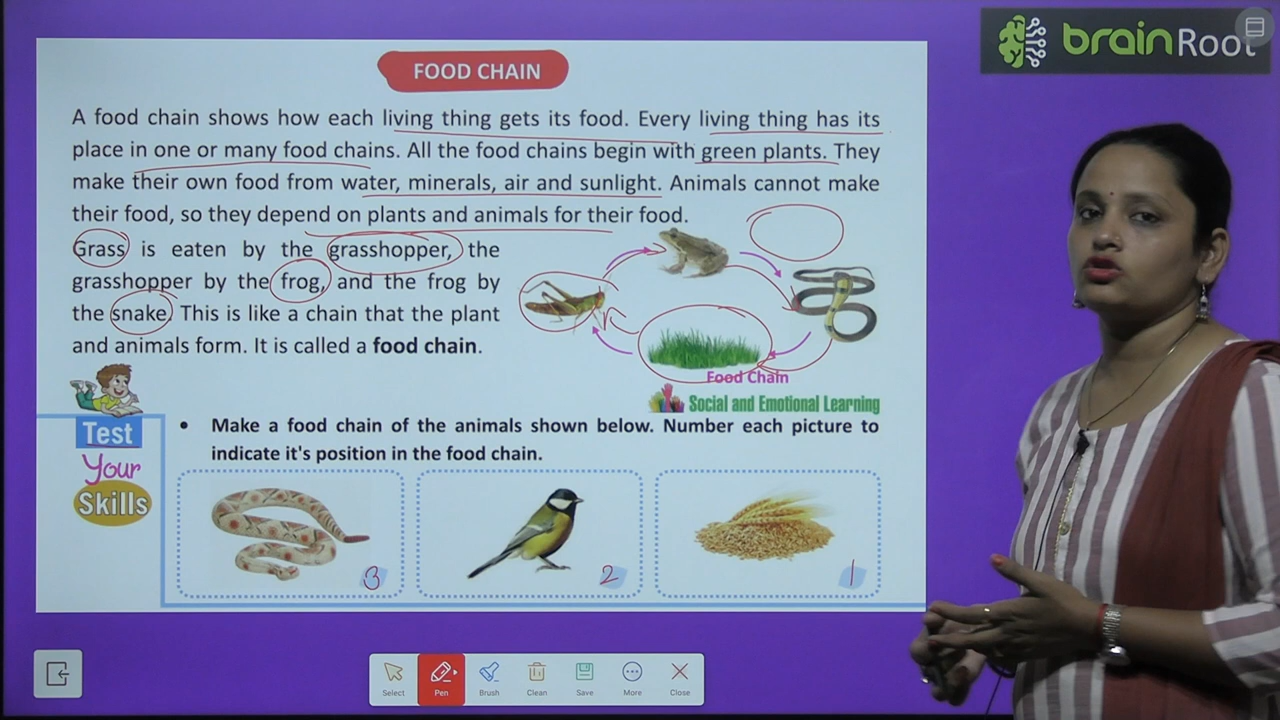 brainRoot
FOOD CHAIN
A food chain shows how each living thing gets its food. Every living thing has its
place in one or many food chains. All the food chains begin with green plants. They
make their own food from water, minerals, air and sunlight. Animals cannot make
their food, so they depend on plants and animals for their food.
Grass is eaten by the grasshopper, the
grasshopper by the frog, and the frog by
the snake. This is like a chain that the plant
and animals form. It is called a food chain.
Food Chain
Social and Emotional Learning
Test
Your
Skills
• Make a food chain of the animals shown below. Number each picture to
indicate it's position in the food chain.
3
2
1
Select
Pen
Brush
Clean
Save
More
Close